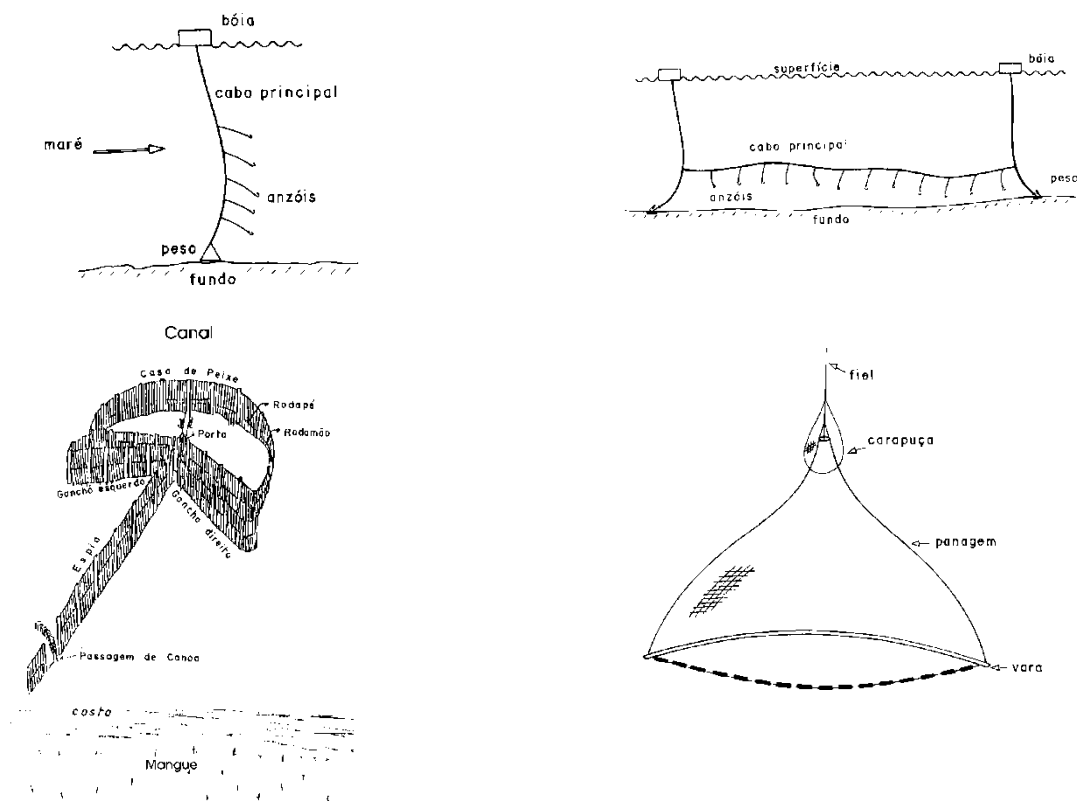 bóia
cabo principal
maré
anzóis
peso
fundo
superfície
bóia
cabo principal
peso
anzóis
fundo
Canal
Casa de Peixe
Rodapé
Rodamão
Porta
Gancho esquerdo
Gancho direito
Espia
Passagem de Canoa
costa
Mangue
fiel
carapuça
panagem
vara